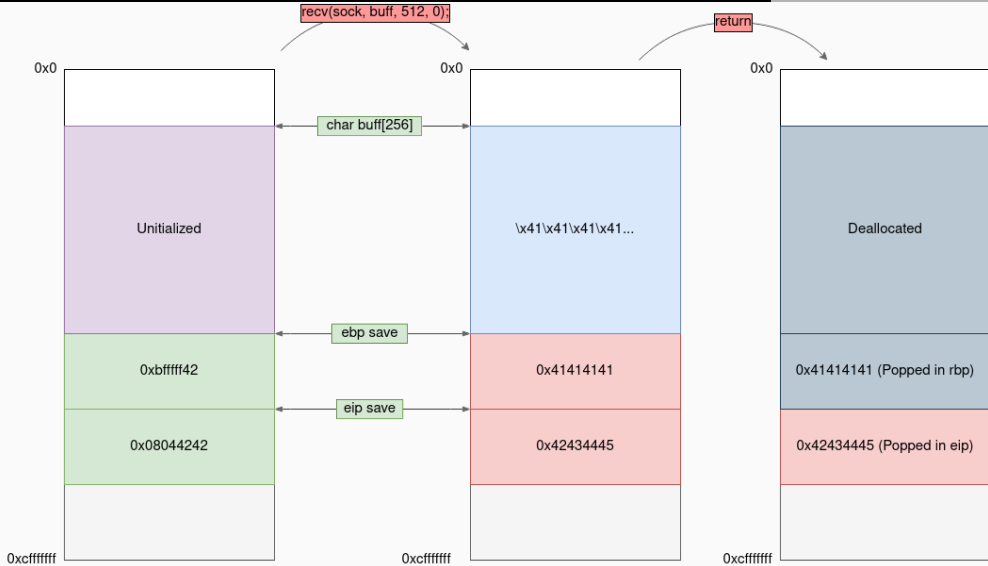 recv(sock, buff, 512, 0);
return
0x0
0x0
0x0
char buff[256]
Unitialized
\x41\x41\x41\x41...
Deallocated
ebp save
0xbfffff42
0x41414141
0x41414141 (Popped in rbp)
eip save
0x08044242
0x42434445
0x42434445 (Popped in eip)
0xcfffffff
0xcfffffff
0xcfffffff